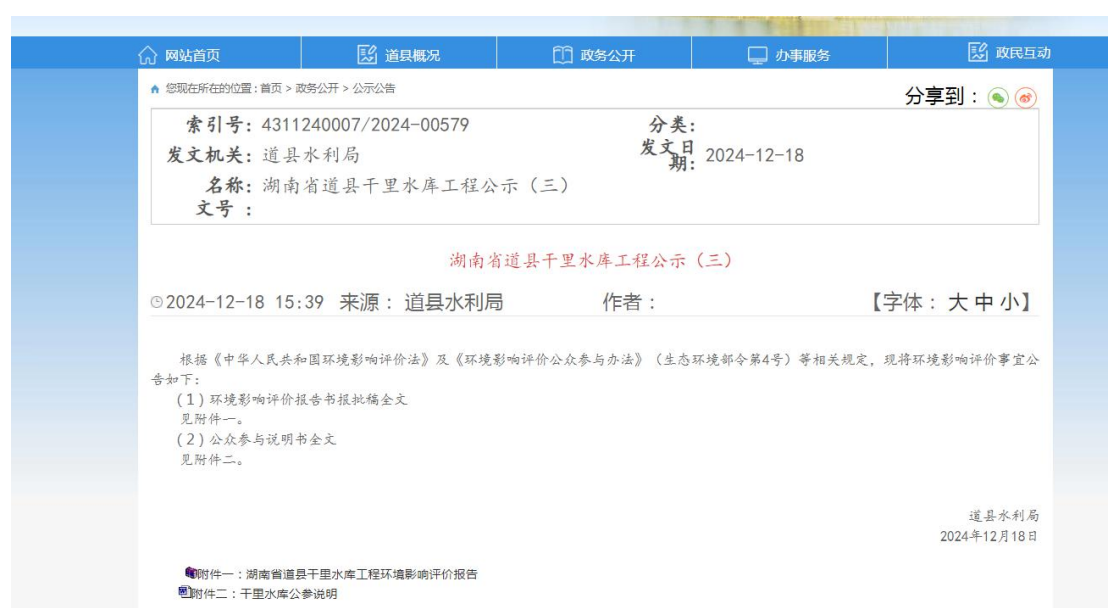 网站首页 道县概况 政务公开 办事服务 政民互动
您现在所在的位置：首页 > 政务公开 > 公示公告
分享到：
索引号：4311240007/2024-00579 分类：
发文机关：道县水利局 发文日期：2024-12-18
名称：湖南省道县干里水库工程公示（三）
文号 ：
湖南省道县干里水库工程公示（三）
2024-12-18 15:39 来源： 道县水利局 作者： 【字体： 大 中 小】
根据《中华人民共和国环境影响评价法》及《环境影响评价公众参与办法》（生态环境部令第4号）等相关规定，现将环境影响评价事宜公
告如下：
(1)环境影响评价报告书报批稿全文
见附件一。
(2)公众参与说明书全文
见附件二。
道县水利局
2024年12月18日
附件一：湖南省道县干里水库工程环境影响评价报告
附件二：干里水库公参说明